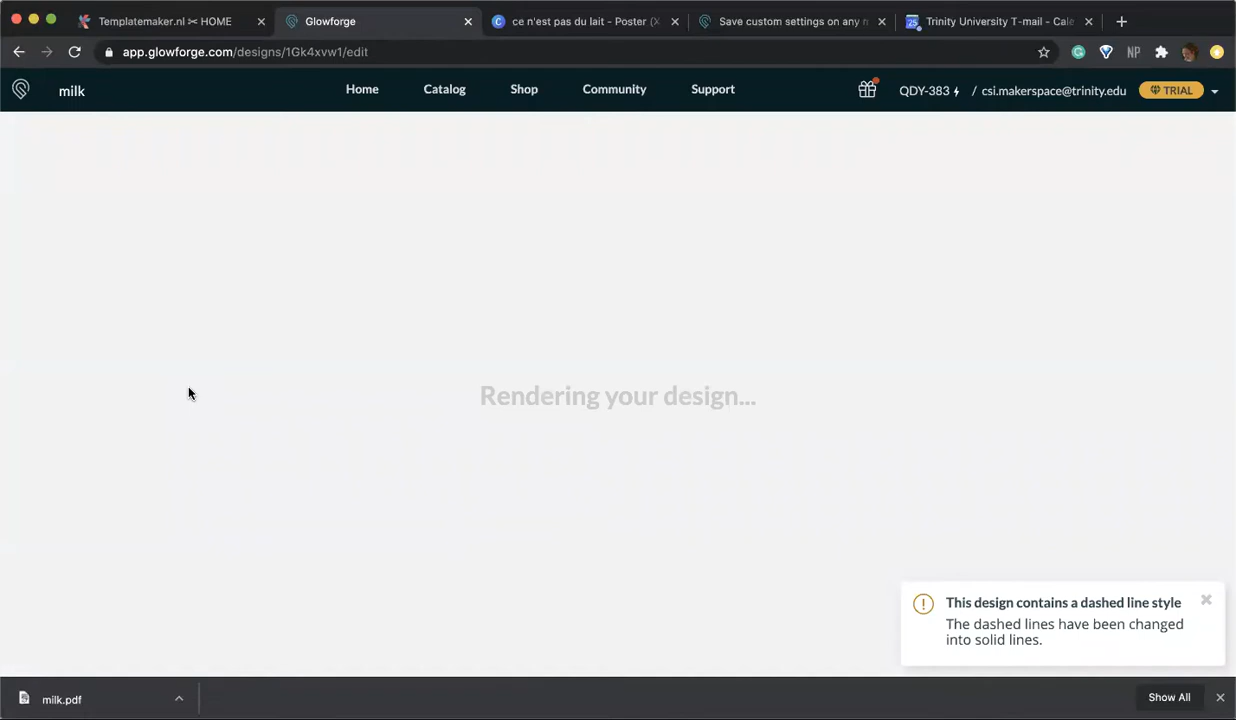 Templatemaker.nl ✂ HOME
Glowforge
ce n'est pas du lait - Poster (
Save custom settings on any
Trinity University T-mail - Cale
app.glowforge.com/designs/1Gk4xvw1/edit
NP
milk
Home
Catalog
Shop
Community
Support
QDY-383
/ csi.makerspace@trinity.edu
TRIAL
Rendering your design...
This design contains a dashed line style
The dashed lines have been changed
into solid lines.
milk.pdf
Show All